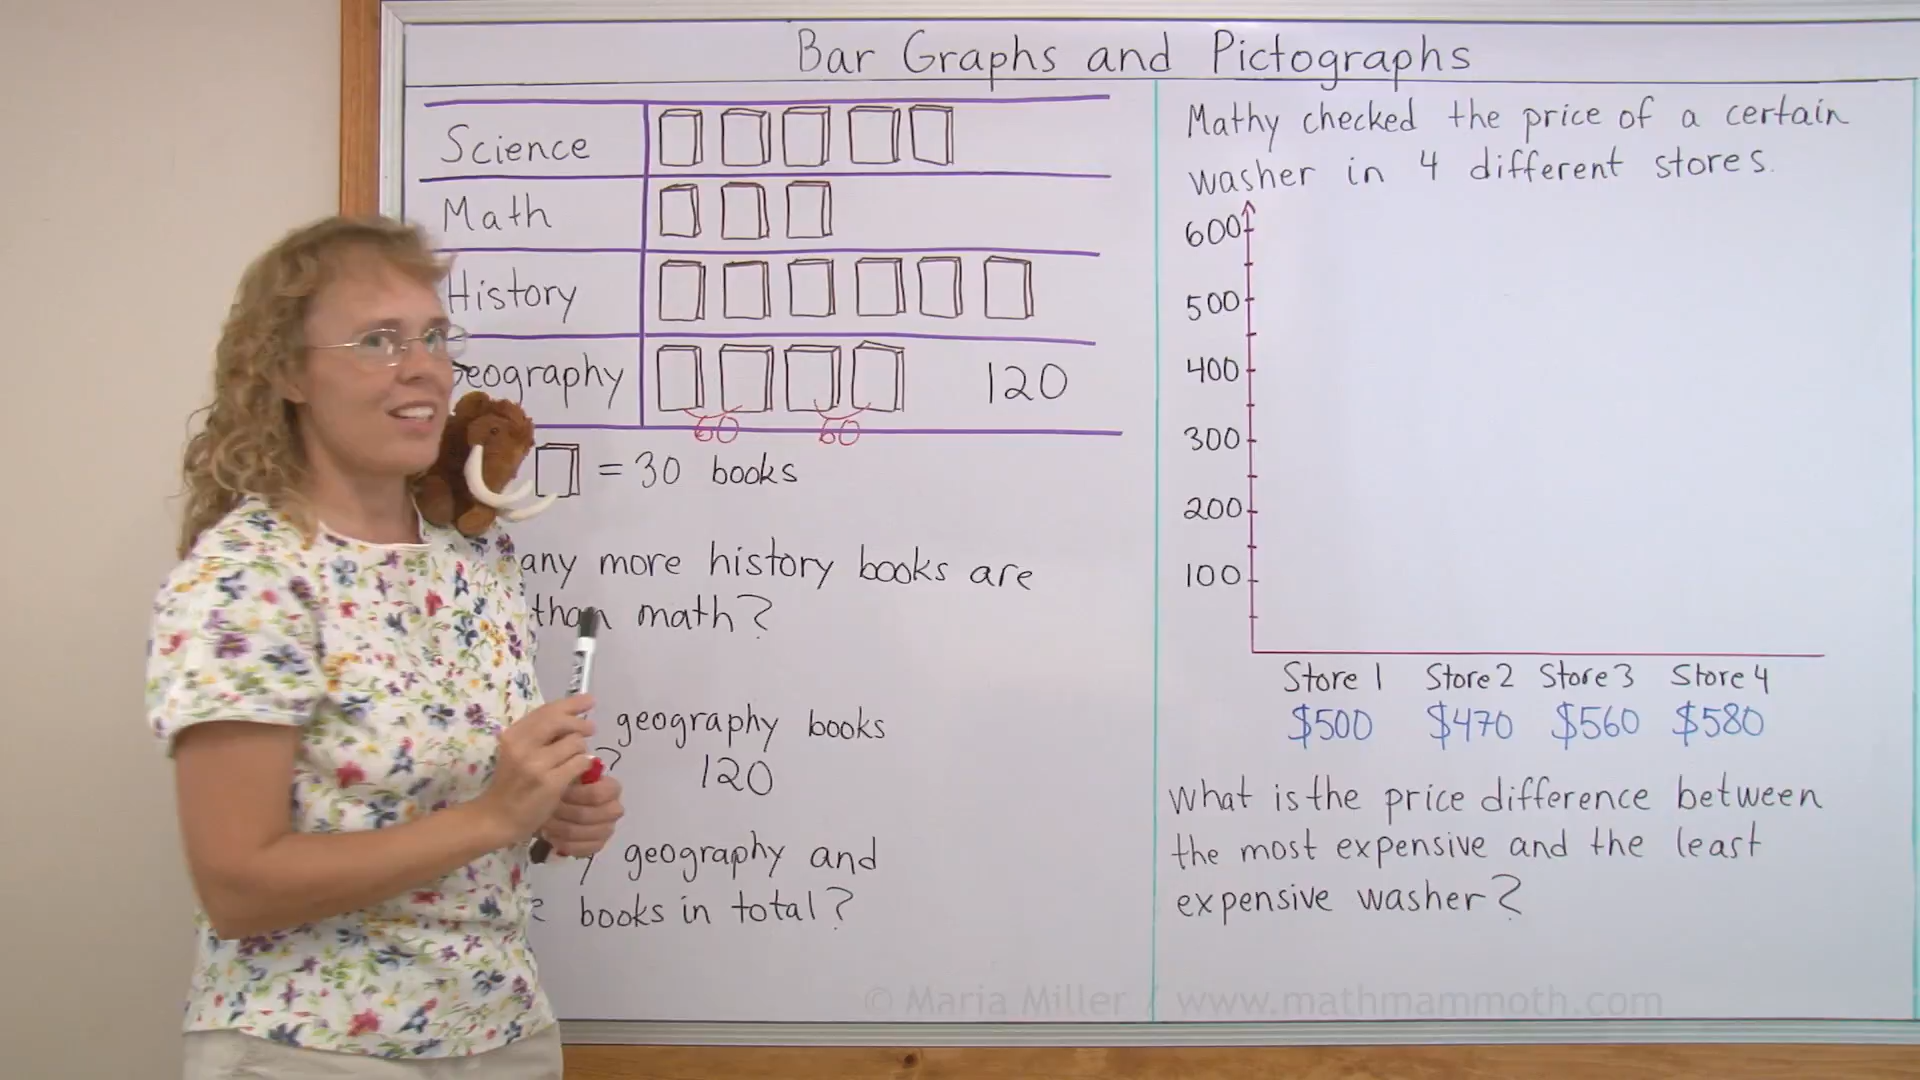 Bar Graphs and Pictographs
Science
Math
History
Geography 120
60 60
= 30 books
any more history books are
than math?
geography books
? 120
geography and
books in total?
Mathy checked the price of a certain
washer in 4 different stores.
600
500
400
300
200
100
Store 1 Store 2 Store 3 Store 4
$500 $470 $560 $580
What is the price difference between
the most expensive and the least
expensive washer?
© Maria Miller / www.mathmammoth.com